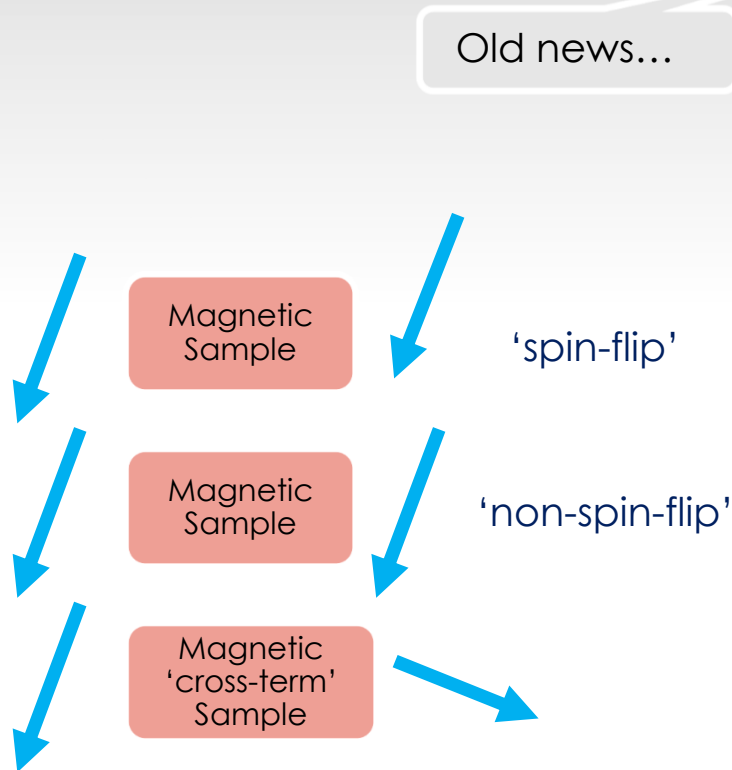 Old news…
Magnetic
Sample
‘spin-flip’
Magnetic
Sample
‘non-spin-flip’
Magnetic
‘cross-term’
Sample